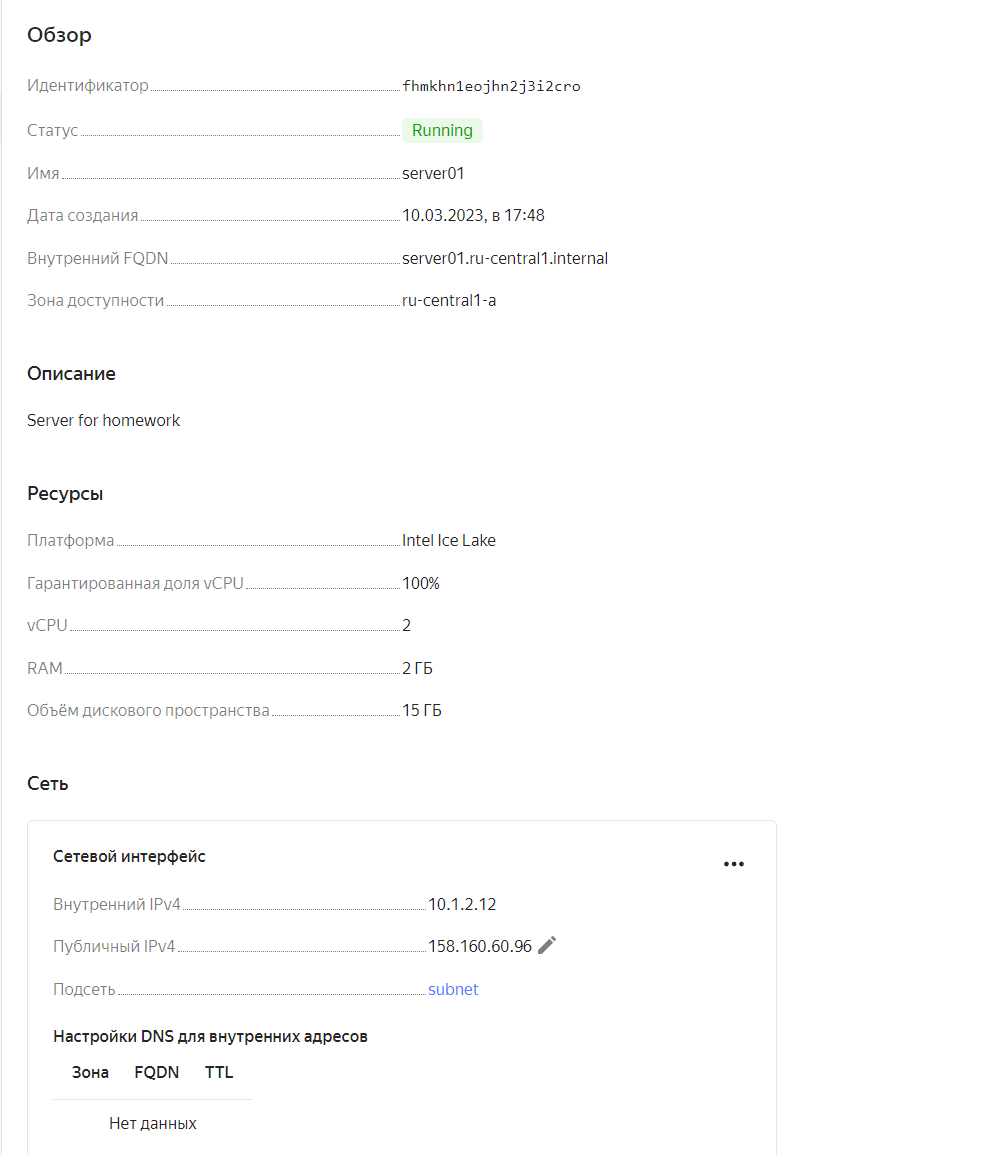 Обзор
Идентификатор fhmkhn1eojhn2j3i2cro
Статус Running
Имя server01
Дата создания 10.03.2023, в 17:48
Внутренний FQDN server01.ru-central1.internal
Зона доступности ru-central1-a
Описание
Server for homework
Ресурсы
Платформа Intel Ice Lake
Гарантированная доля vCPU 100%
vCPU 2
RAM 2 ГБ
Объём дискового пространства 15 ГБ
Сеть
Сетевой интерфейс
Внутренний IPv4 10.1.2.12
Публичный IPv4 158.160.60.96
Подсеть subnet
Настройки DNS для внутренних адресов
Зона FQDN TTL
Нет данных